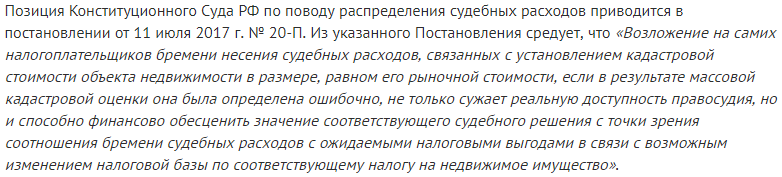 Позиция Конституционного Суда РФ по поводу распределения судебных расходов приводится в
постановлении от 11 июля 2017 г. № 20-П. Из указанного Постановления средует, что «Возложение на самих
налогоплательщиков бремени несения судебных расходов, связанных с установлением кадастровой
стоимости объекта недвижимости в размере, равном его рыночной стоимости, если в результате массовой
кадастровой оценки она была определена ошибочно, не только сужает реальную доступность правосудия, но
и способно финансово обесценить значение соответствующего судебного решения с точки зрения
соотношения бремени судебных расходов с ожидаемыми налоговыми выгодами в связи с возможным
изменением налоговой базы по соответствующему налогу на недвижимое имущество».